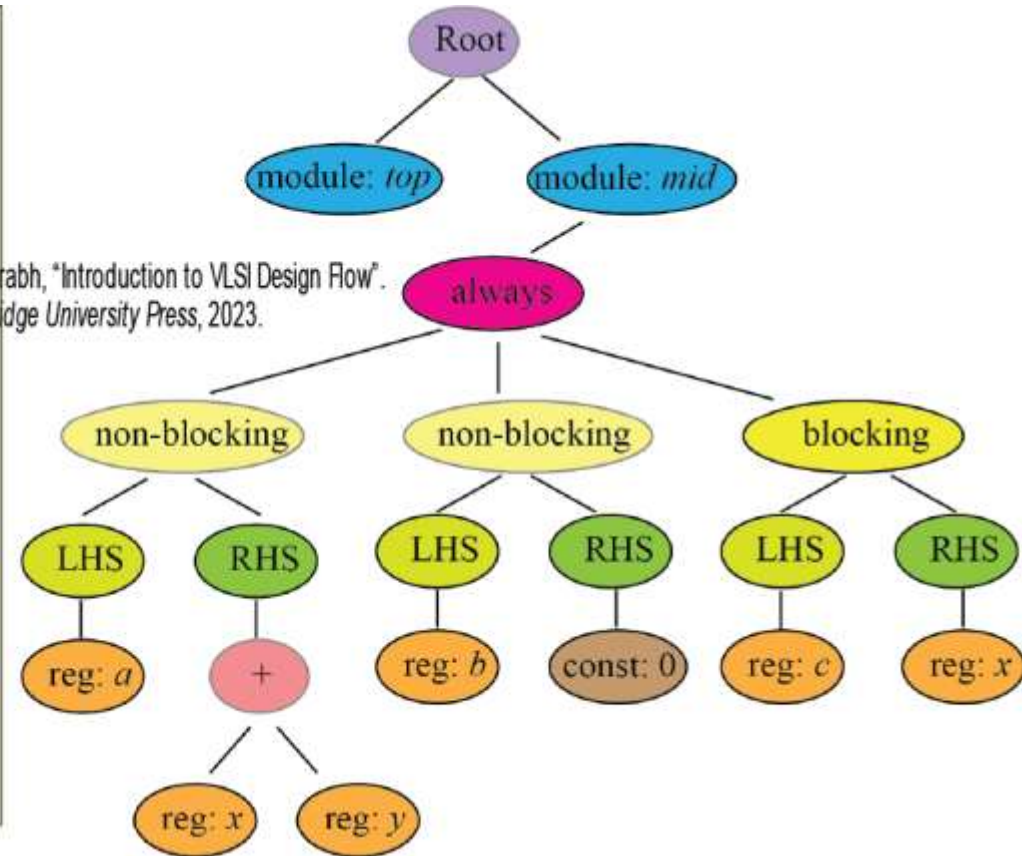 Root
module: top
module: mid
rabh, “Introduction to VLSI Design Flow”.
idge University Press, 2023.
always
non-blocking
non-blocking
blocking
LHS
RHS
LHS
RHS
LHS
RHS
reg: a
+
reg: b
const: 0
reg: c
reg: x
reg: x
reg: y